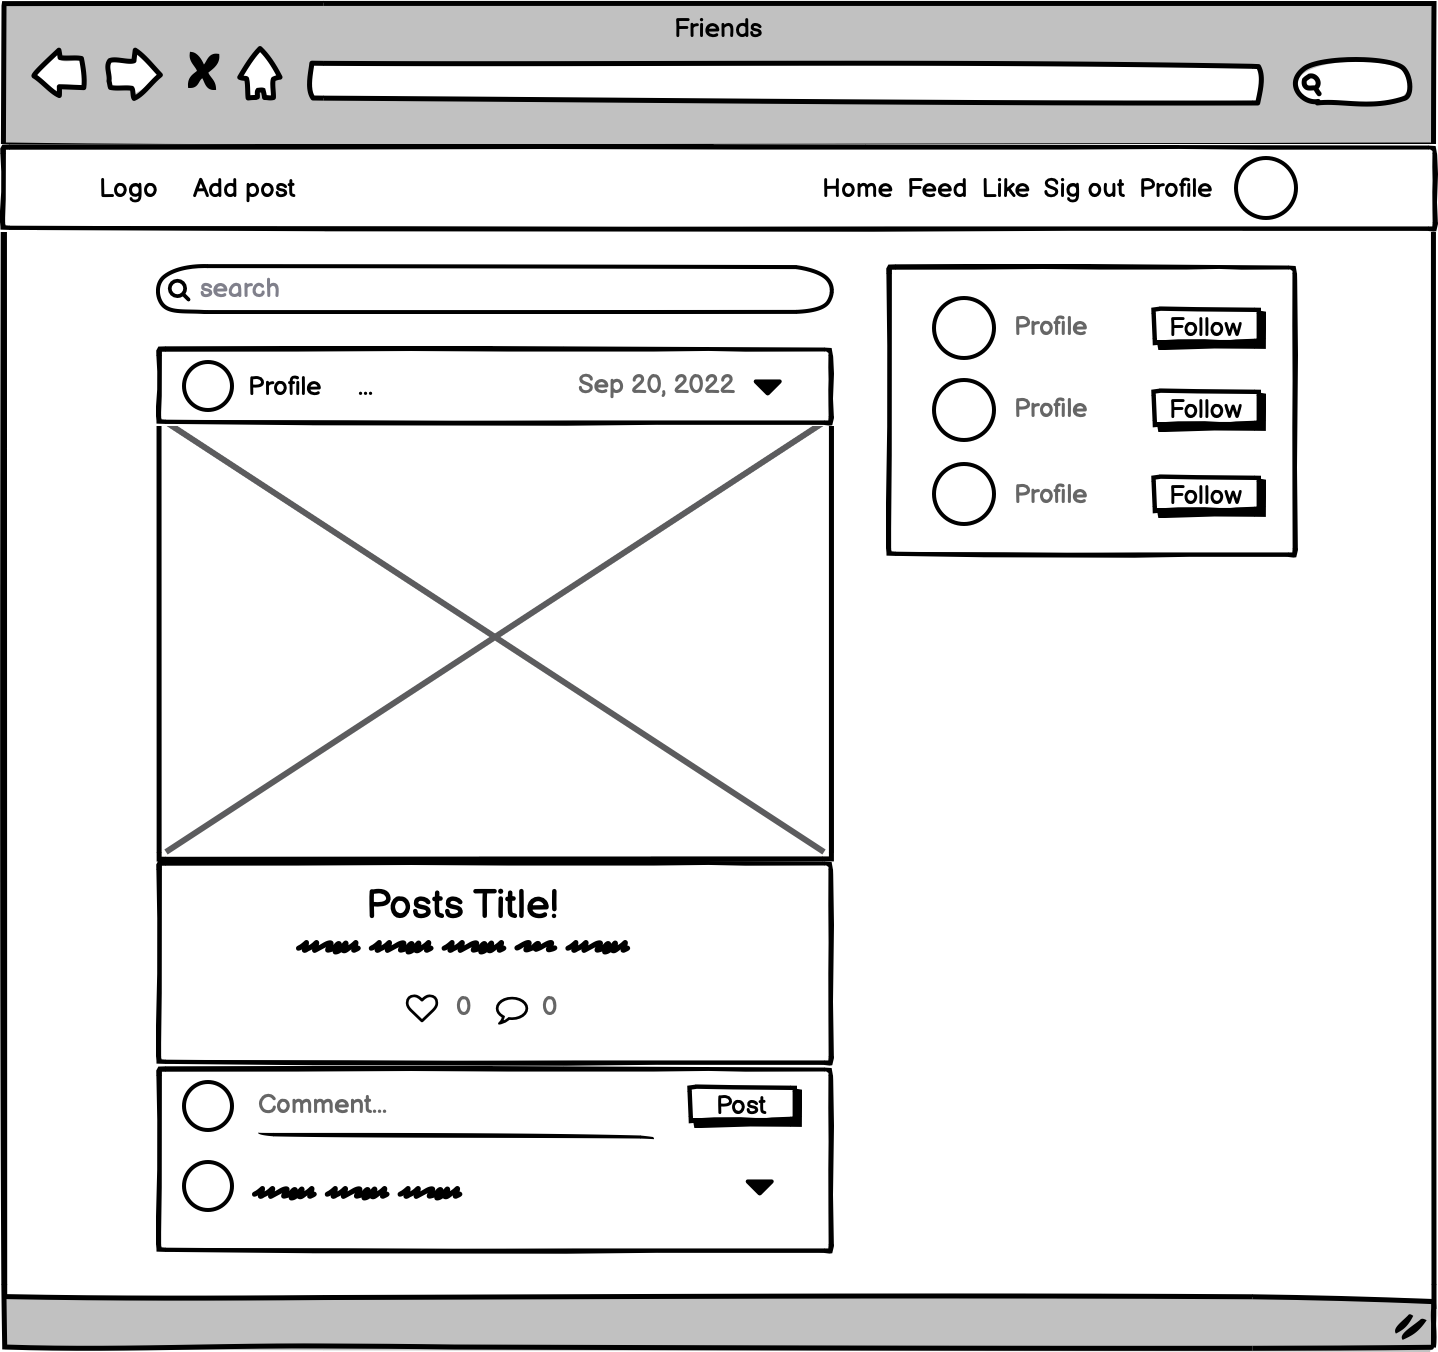 Friends
Logo Add post Home Feed Like Sig out Profile
search
Profile ... Sep 20, 2022
Posts Title!
0 0
Comment... Post
Profile Follow
Profile Follow
Profile Follow